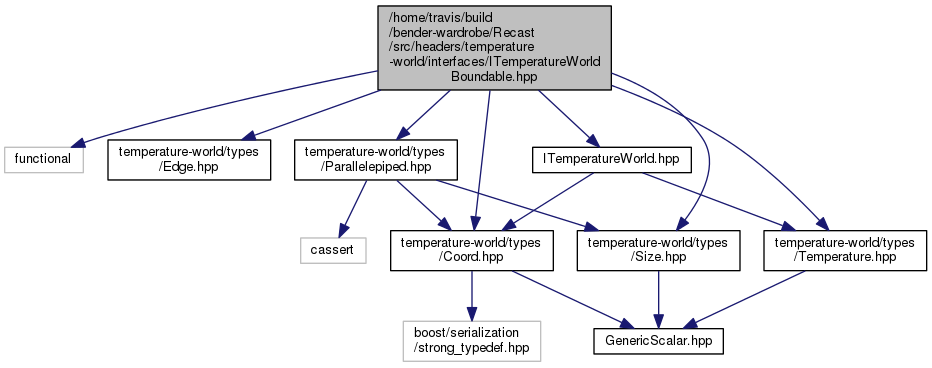 /home/travis/build
/bender-wardrobe/Recast
/src/headers/temperature
-world/interfaces/ITemperatureWorld
Boundable.hpp
functional
temperature-world/types
/Edge.hpp
temperature-world/types
/Parallelepiped.hpp
ITemperatureWorld.hpp
cassert
temperature-world/types
/Coord.hpp
temperature-world/types
/Size.hpp
temperature-world/types
/Temperature.hpp
boost/serialization
/strong_typedef.hpp
GenericScalar.hpp